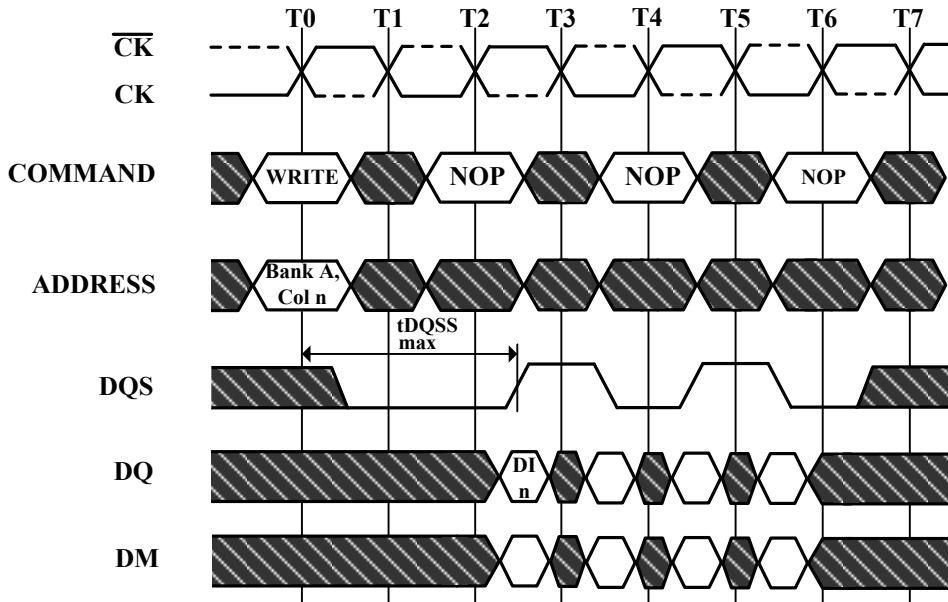 T0 T1 T2 T3 T4 T5 T6 T7
CK
CK
COMMAND WRITE NOP NOP NOP
ADDRESS Bank A,
Col n
tDQSS
max
DQS
DQ DI
n
DM